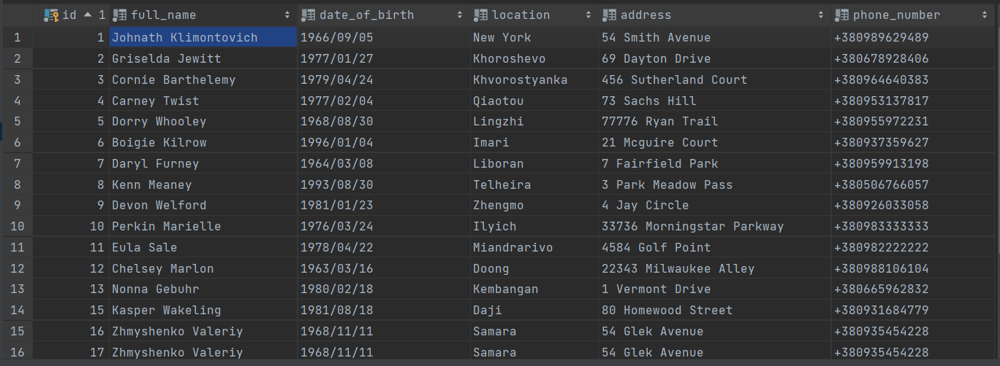 id 1 full_name date_of_birth location address phone_number
1 1 Johnath Klimontovich 1966/09/05 New York 54 Smith Avenue +380989629489
2 2 Griselda Jewitt 1977/01/27 Khoroshevo 69 Dayton Drive +380678928406
3 3 Cornie Barthelemy 1979/04/24 Khvorostyanka 456 Sutherland Court +380964640383
4 4 Carney Twist 1977/02/04 Qiaotou 73 Sachs Hill +380953137817
5 5 Dorry Whooley 1968/08/30 Lingzhi 77776 Ryan Trail +380955972231
6 6 Boigie Kilrow 1996/01/04 Imari 21 Mcguire Court +380937359627
7 7 Daryl Furney 1964/03/08 Liboran 7 Fairfield Park +380959913198
8 8 Kenn Meaney 1993/08/30 Telheira 3 Park Meadow Pass +380506766057
9 9 Devon Welford 1981/01/23 Zhengmo 4 Jay Circle +380926033058
10 10 Perkin Marielle 1976/03/24 Ilyich 33736 Morningstar Parkway +380983333333
11 11 Eula Sale 1978/04/22 Miandrarivo 4584 Golf Point +380982222222
12 12 Chelsey Marlon 1963/03/16 Doong 22343 Milwaukee Alley +380988106104
13 13 Nonna Gebuhr 1980/02/18 Kembangan 1 Vermont Drive +380665962832
14 15 Kasper Wakeling 1981/08/18 Daji 80 Homewood Street +380931684779
15 16 Zhmyshenko Valeriy 1968/11/11 Samara 54 Glek Avenue +380935454228
16 17 Zhmyshenko Valeriy 1968/11/11 Samara 54 Glek Avenue +380935454228